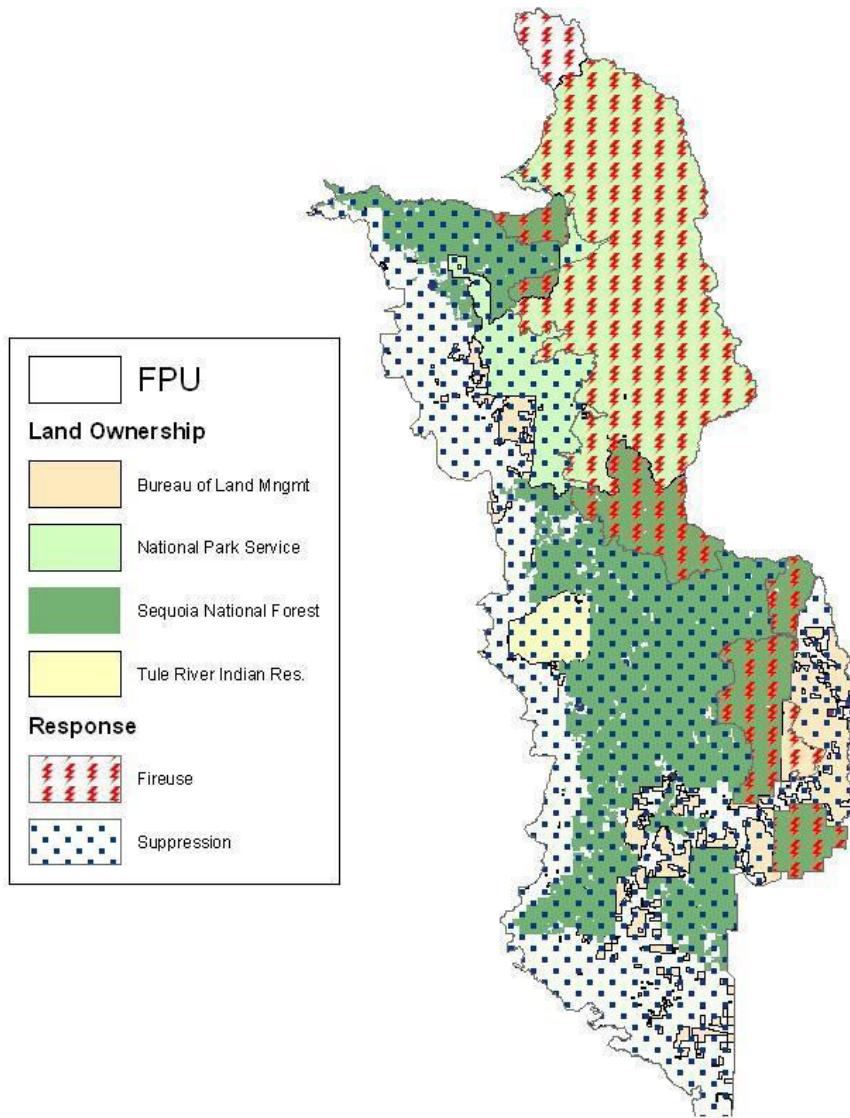 FPU
Land Ownership
Bureau of Land Mngmt
National Park Service
Sequoia National Forest
Tule River Indian Res.
Response
Fireuse
Suppression